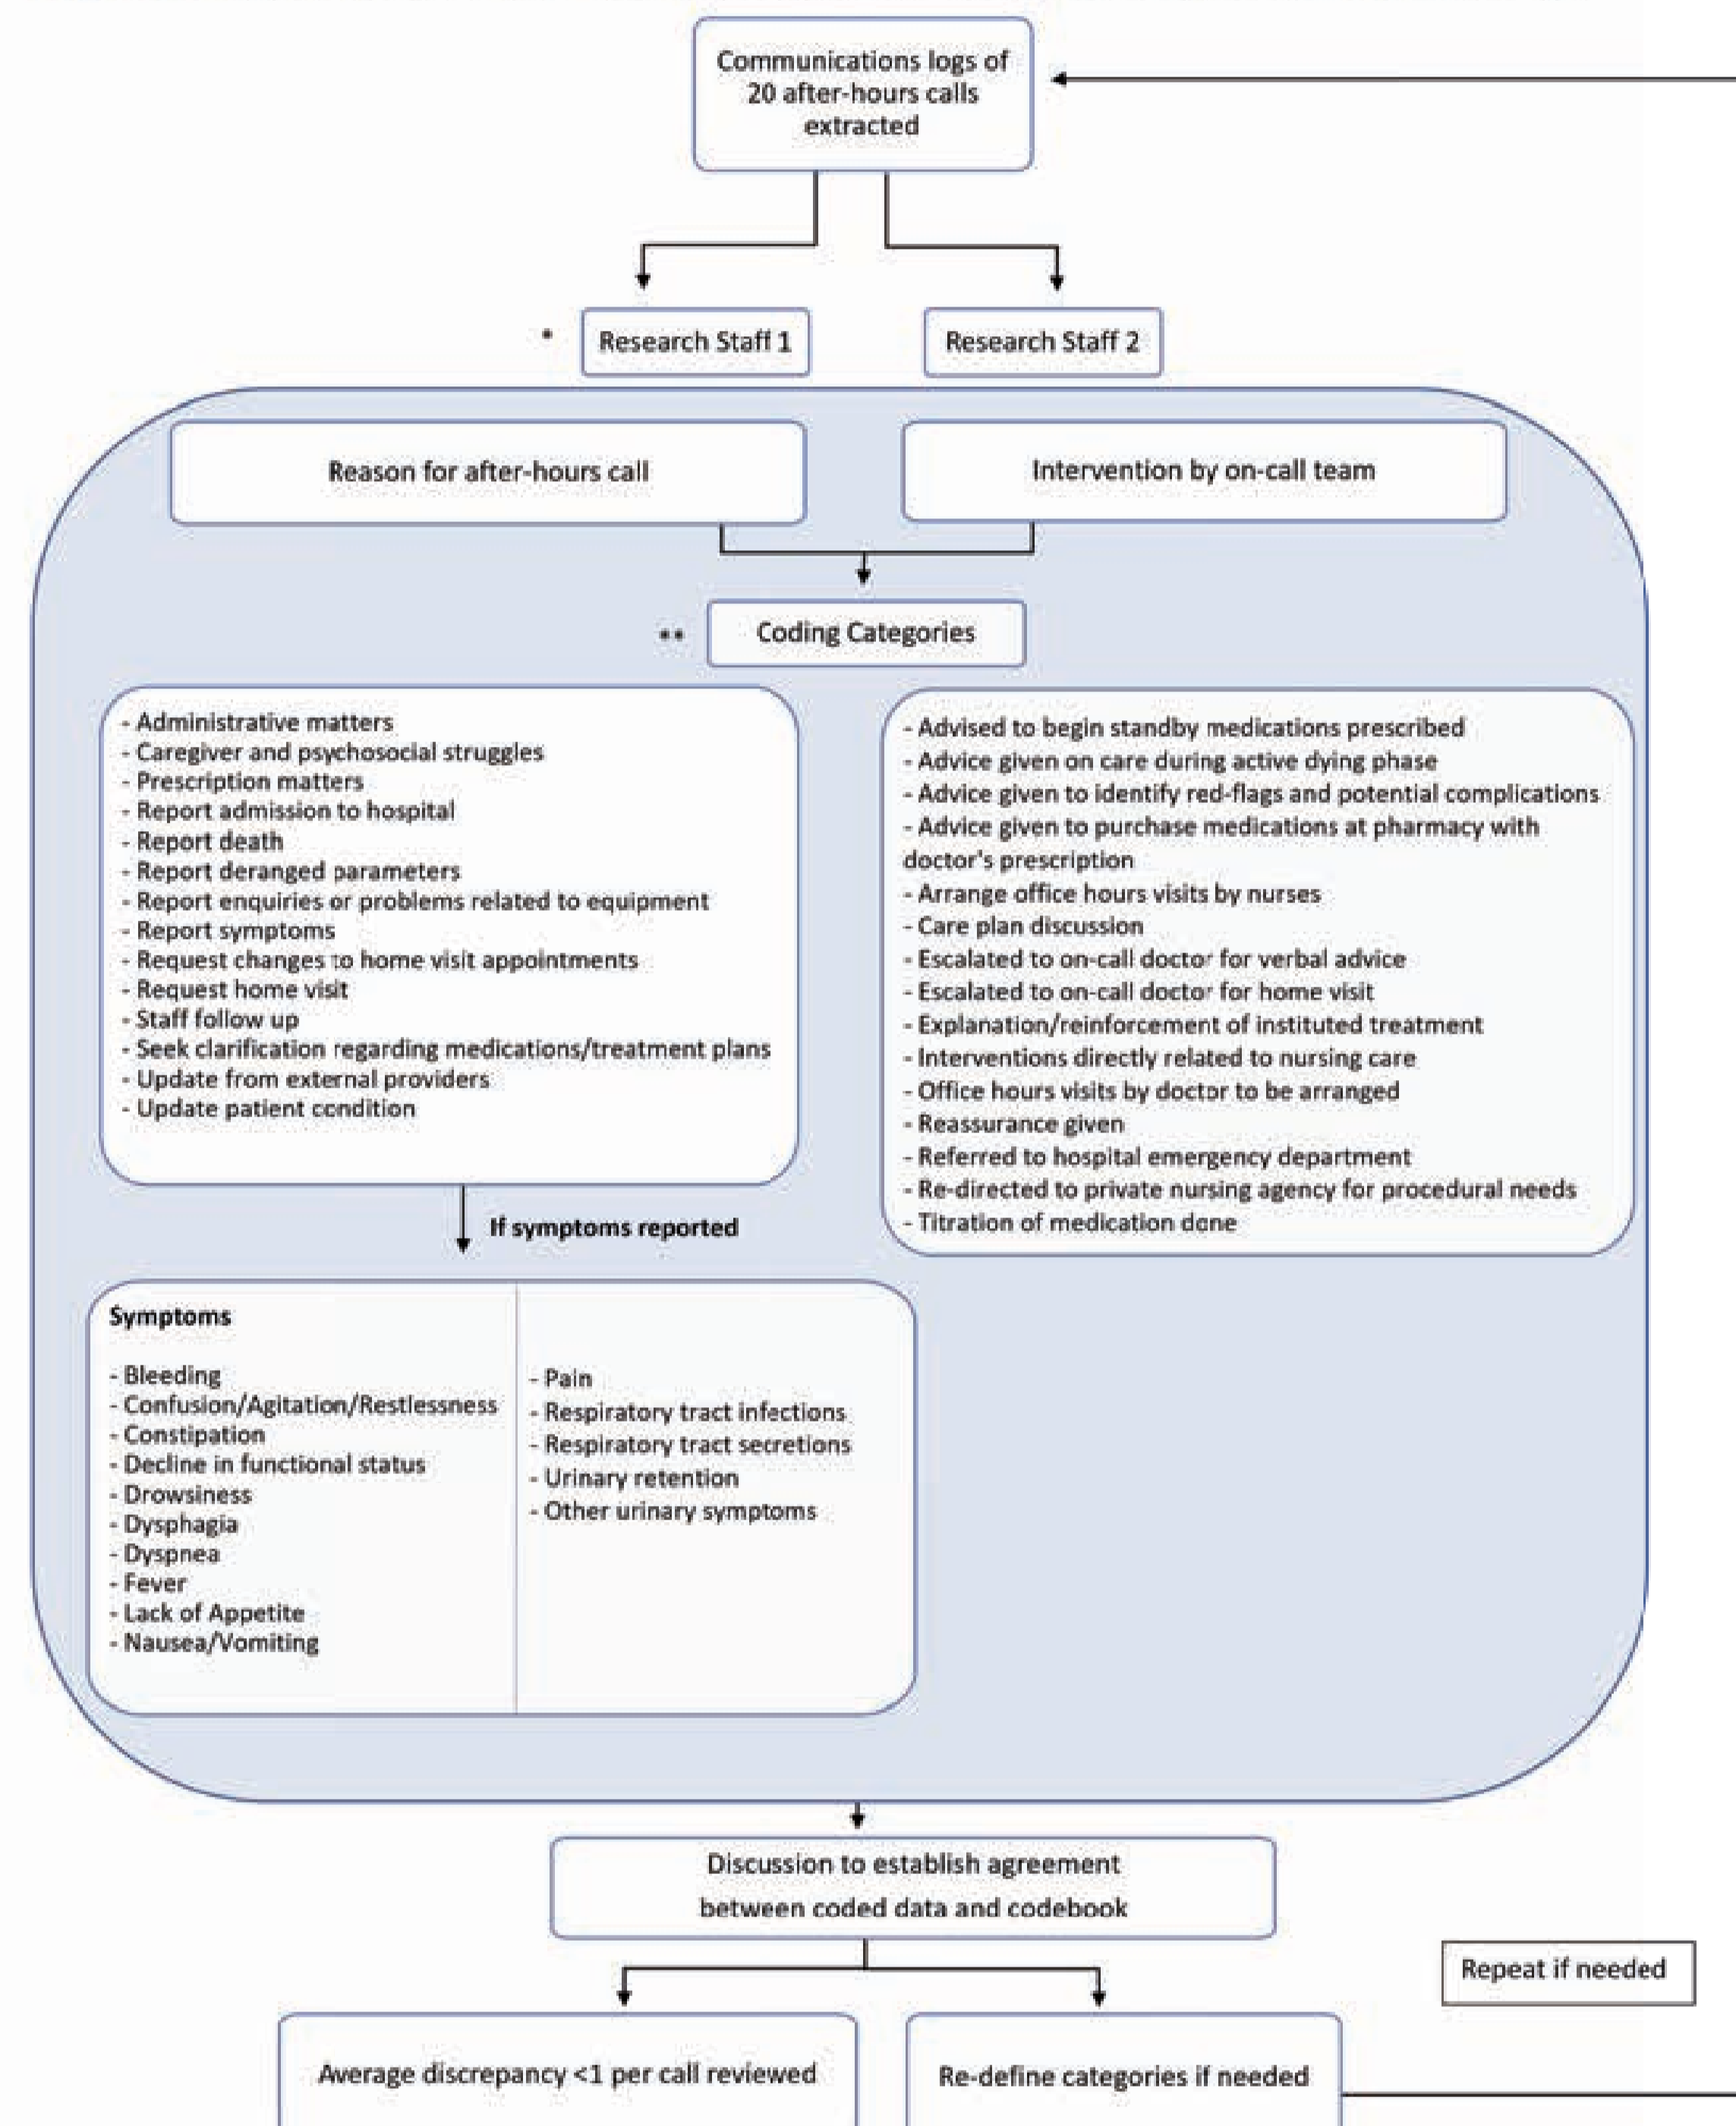 Communications logs of
20 after-hours calls
extracted
* Research Staff 1
Research Staff 2
Reason for after-hours call
Intervention by on-call team
** Coding Categories
- Administrative matters
- Caregiver and psychosocial struggles
- Prescription matters
- Report admission to hospital
- Report death
- Report deranged parameters
- Report enquiries or problems related to equipment
- Report symptoms
- Request changes to home visit appointments
- Request home visit
- Staff follow up
- Seek clarification regarding medications/treatment plans
- Update from external providers
- Update patient condition
- Advised to begin standby medications prescribed
- Advice given on care during active dying phase
- Advice given to identify red-flags and potential complications
- Advice given to purchase medications at pharmacy with
doctor's prescription
- Arrange office hours visits by nurses
- Care plan discussion
- Escalated to on-call doctor for verbal advice
- Escalated to on-call doctor for home visit
- Explanation/reinforcement of instituted treatment
- Interventions directly related to nursing care
- Office hours visits by doctor to be arranged
- Reassurance given
- Referred to hospital emergency department
- Re-directed to private nursing agency for procedural needs
- Titration of medication done
If symptoms reported
Symptoms
- Bleeding
- Confusion/Agitation/Restlessness
- Constipation
- Decline in functional status
- Drowsiness
- Dysphagia
- Dyspnea
- Fever
- Lack of Appetite
- Nausea/Vomiting
- Pain
- Respiratory tract infections
- Respiratory tract secretions
- Urinary retention
- Other urinary symptoms
Discussion to establish agreement
between coded data and codebook
Repeat if needed
Average discrepancy <1 per call reviewed
Re-define categories if needed